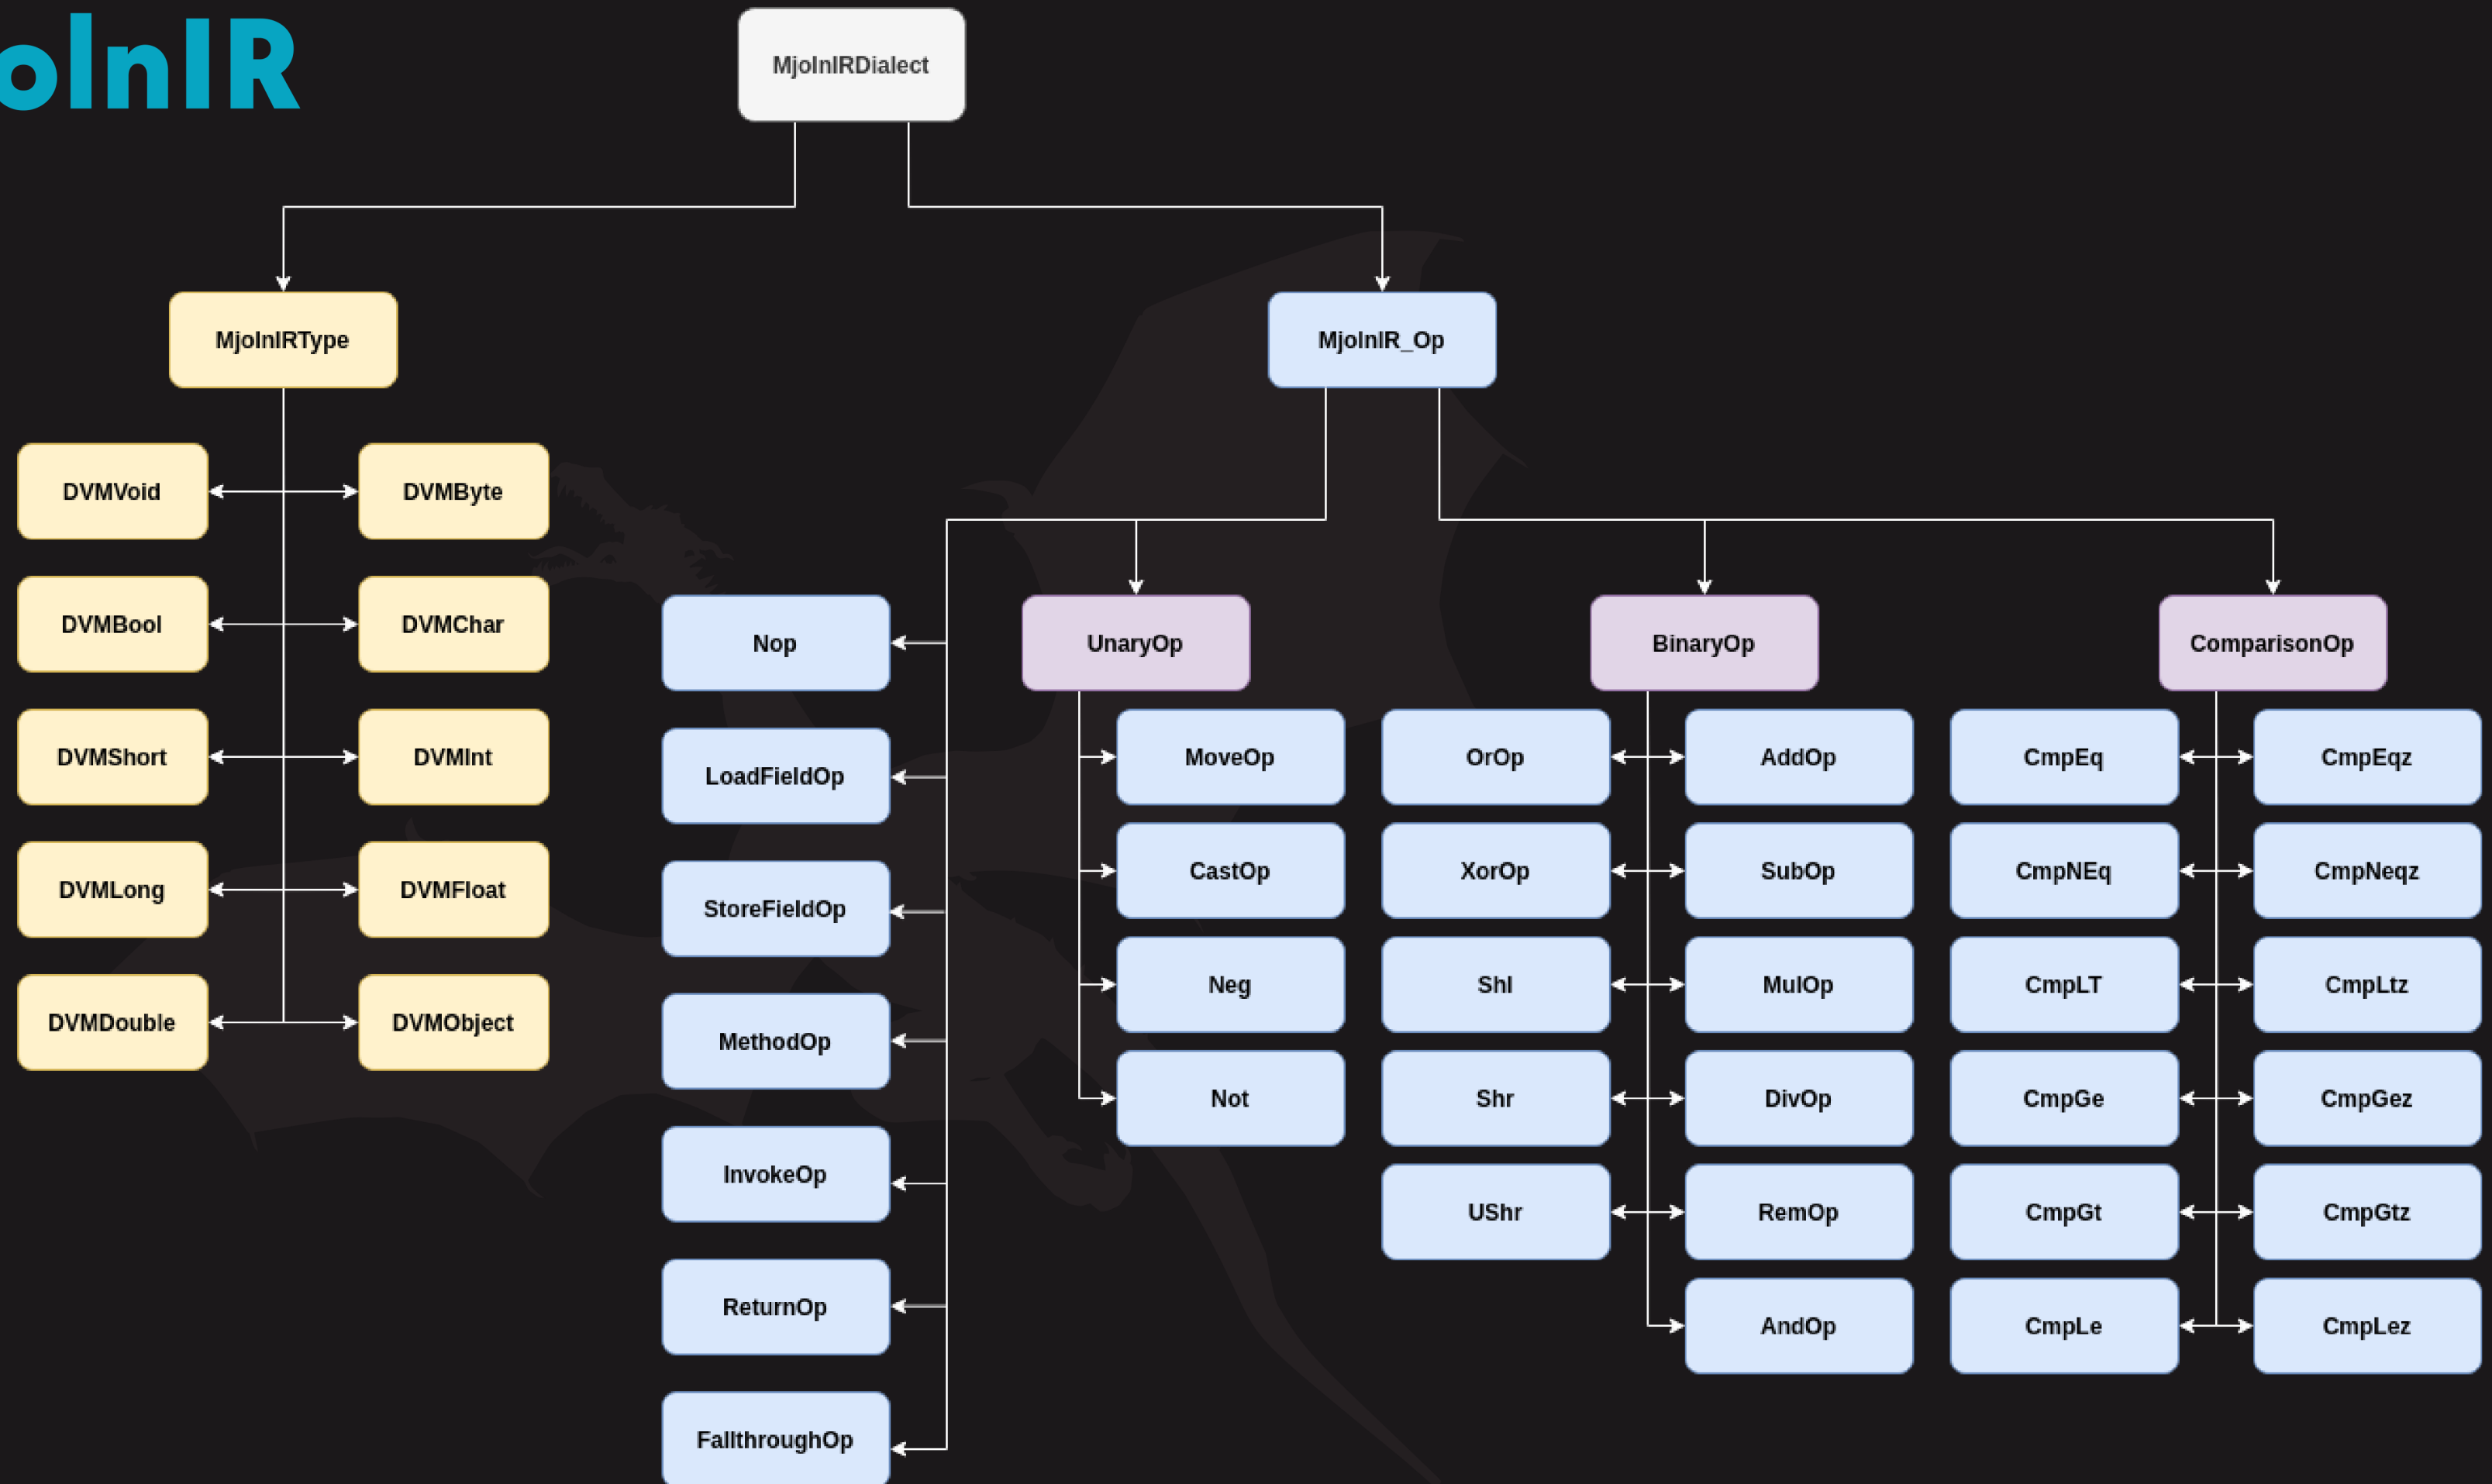 olnIR
MjolnIRDialect
MjolnIRType
MjolnIR_Op
DVMVoid
DVMByte
DVMBool
DVMChar
DVMShort
DVMInt
DVMLong
DVMFloat
DVMDouble
DVMObject
Nop
LoadFieldOp
StoreFieldOp
MethodOp
InvokeOp
ReturnOp
FallthroughOp
UnaryOp
MoveOp
CastOp
Neg
Not
BinaryOp
OrOp
AddOp
XorOp
SubOp
Shl
MulOp
Shr
DivOp
UShr
RemOp
AndOp
ComparisonOp
CmpEq
CmpEqz
CmpNEq
CmpNeqz
CmpLT
CmpLtz
CmpGe
CmpGez
CmpGt
CmpGtz
CmpLe
CmpLez